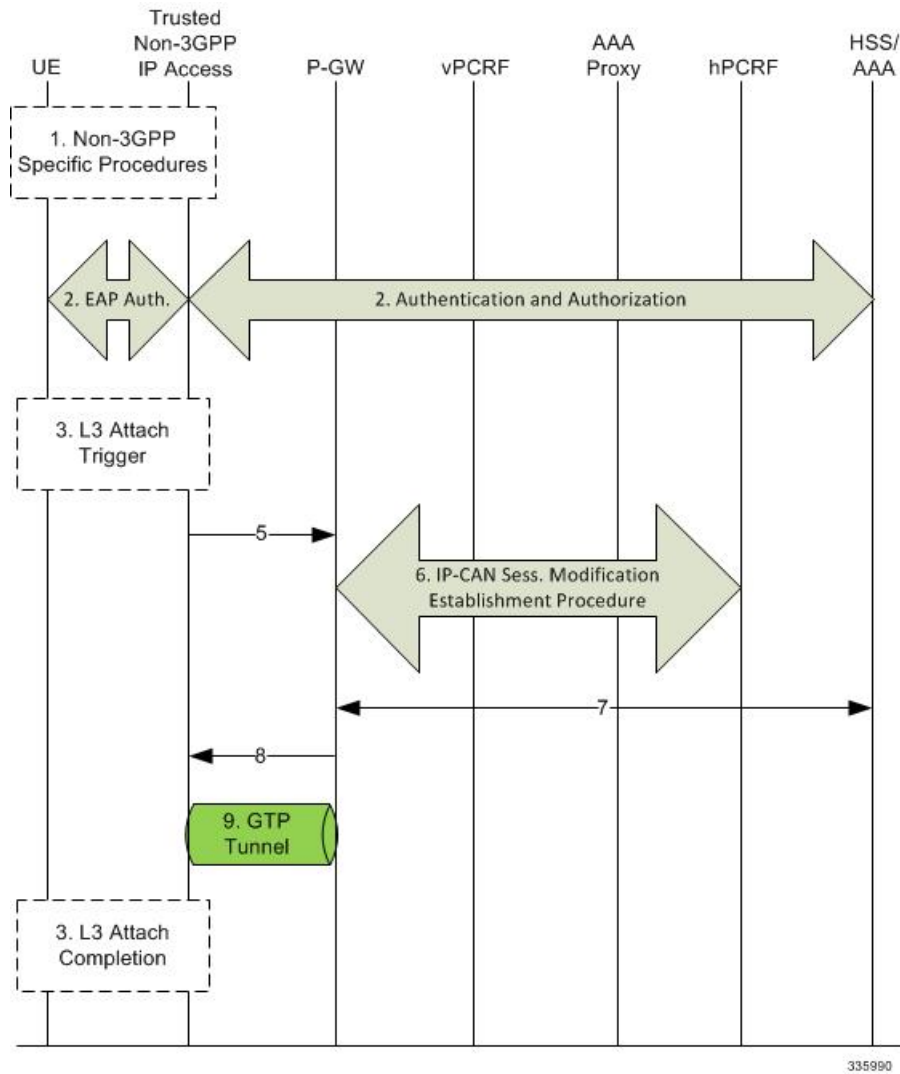 Trusted
Non-3GPP
IP Access
UE
P-GW
vPCRF
AAA
Proxy
hPCRF
HSS/
AAA
1. Non-3GPP
Specific Procedures
2. EAP Auth.
2. Authentication and Authorization
3. L3 Attach
Trigger
5
6. IP-CAN Sess. Modification
Establishment Procedure
7
8
9. GTP
Tunnel
3. L3 Attach
Completion
335990